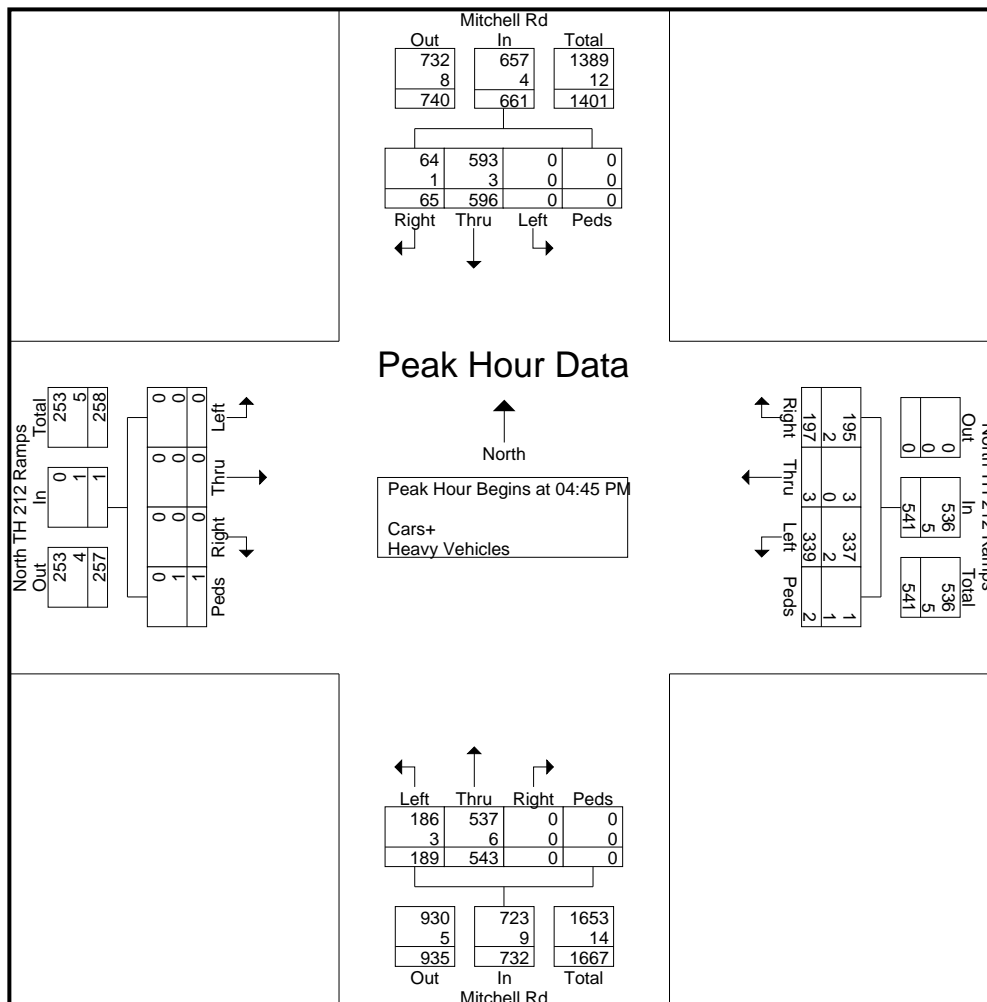 Mitchell Rd
Out In Total
732 657 1389
8 4 12
740 661 1401
64 593 0 0
1 3 0 0
65 596 0 0
Right Thru Left Peds
Peak Hour Data
North
Peak Hour Begins at 04:45 PM
Cars+
Heavy Vehicles
North TH 212 Ramps
Out In Total
253 0 253
4 1 5
257 1 258
0 0 0 0
1 0 0 0
1 0 0 0
Peds Right Thru Left
North TH 212 Ramps
Out In Total
0 536 536
0 5 5
0 541 541
195 3 337 1
2 0 2 1
197 3 339 2
Right Thru Left Peds
Left Thru Right Peds
186 537 0 0
3 6 0 0
189 543 0 0
930 723 1653
5 9 14
935 732 1667
Out In Total
Mitchell Rd